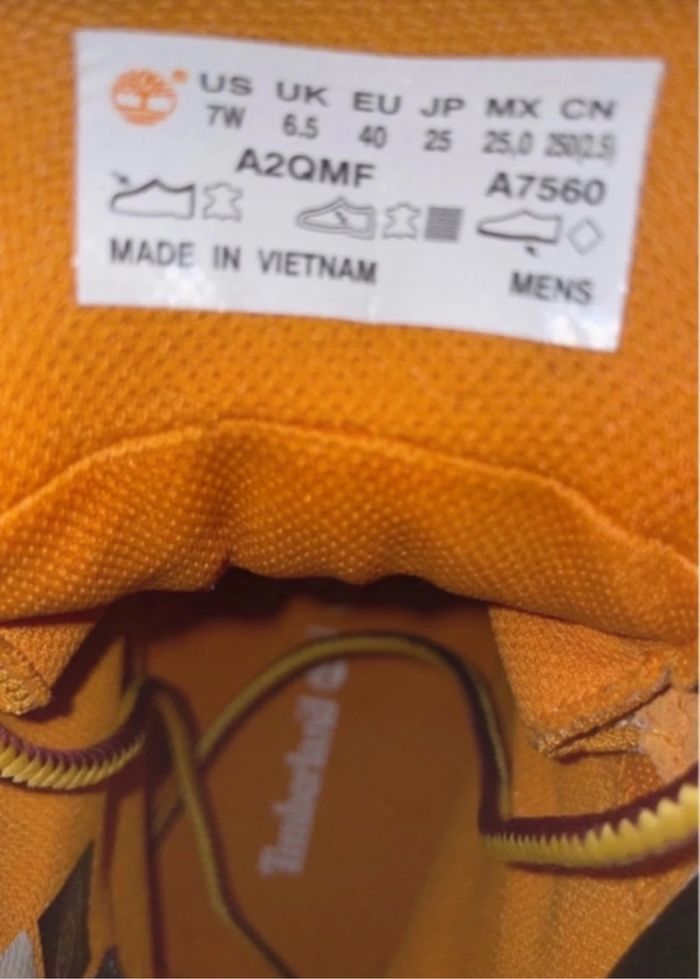 US UK EU JP MX CN
7W 6.5 40 25 25,0 250(2.5)
A2QMF A7560
MADE IN VIETNAM MENS
Timberland